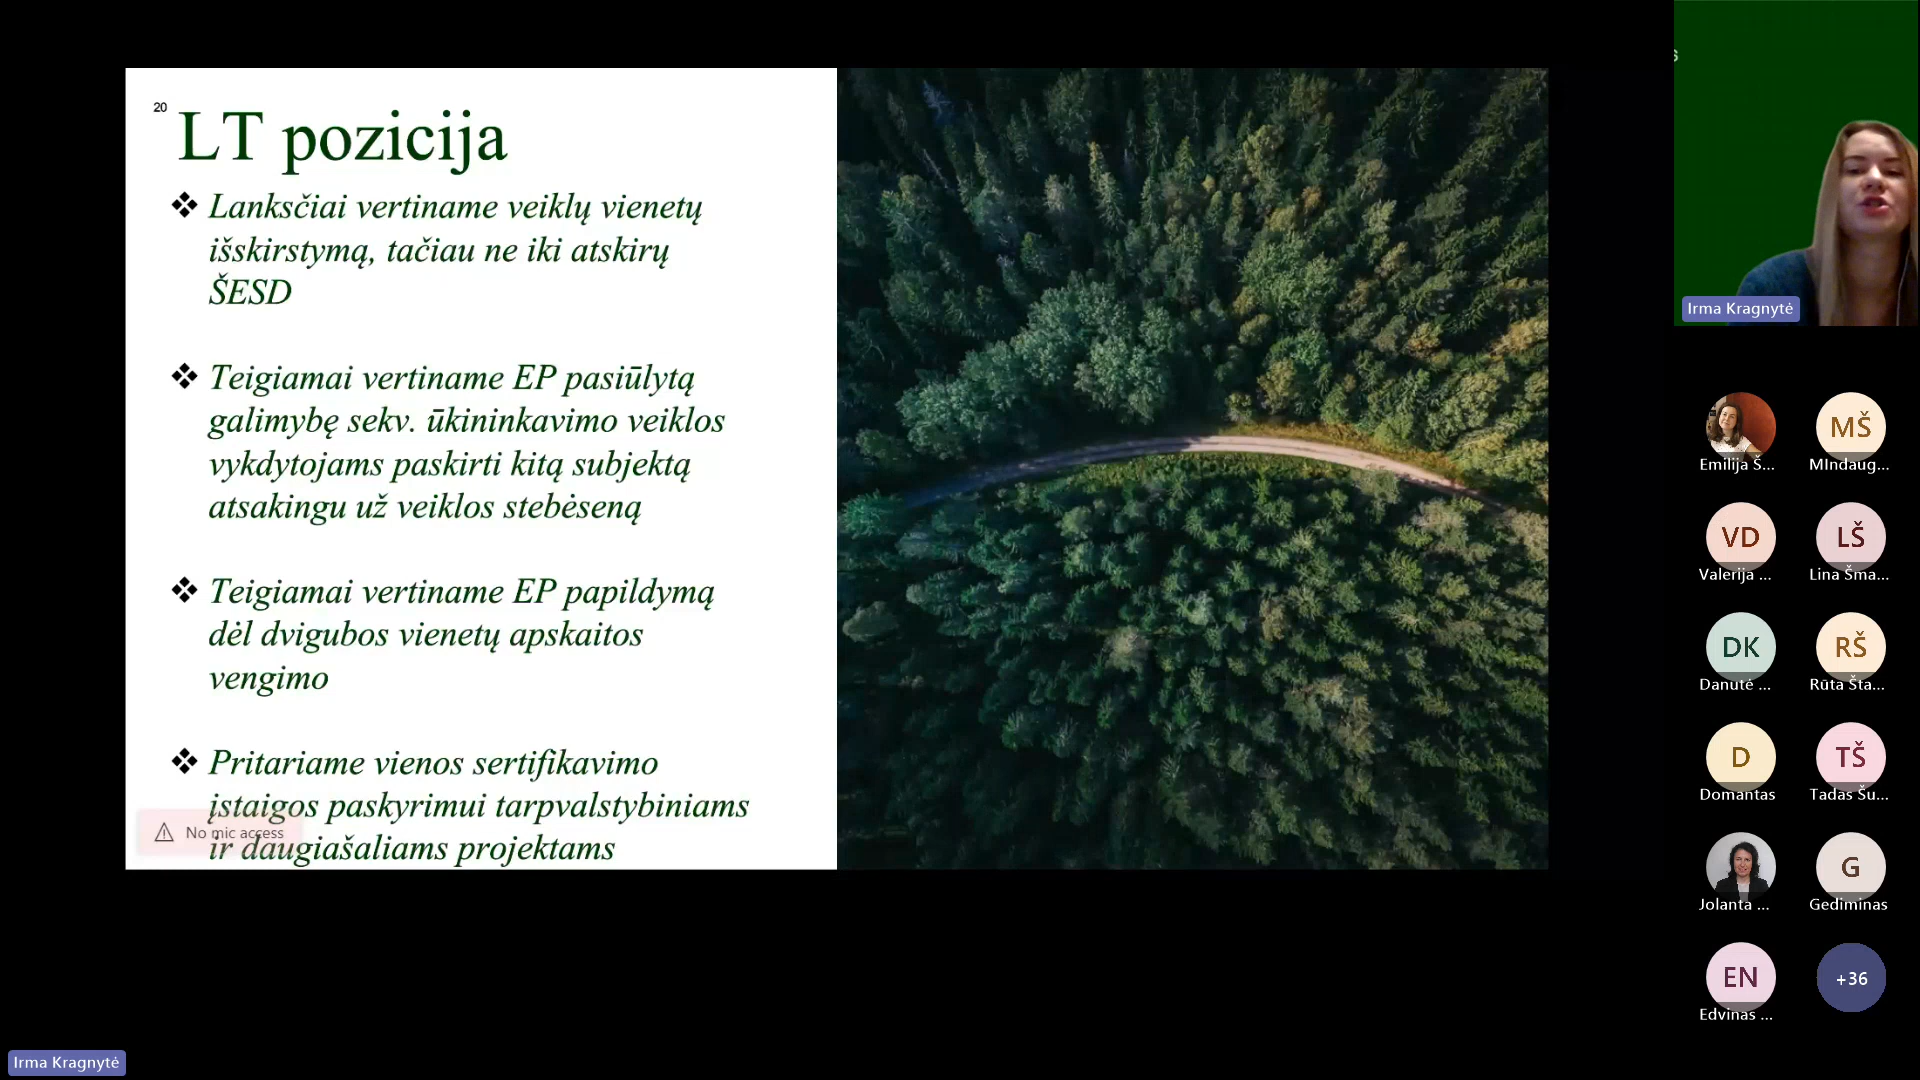 20
LT pozicija
❖ Lanksčiai vertiname veiklų vienetų
išskirstymą, tačiau ne iki atskirų
ŠESD
❖ Teigiamai vertiname EP pasiūlytą
galimybę sekv. ūkininkavimo veiklos
vykdytojams paskirti kitą subjektą
atsakingu už veiklos stebėseną
❖ Teigiamai vertiname EP papildymą
dėl dvigubos vienetų apskaitos
vengimo
❖ Pritariame vienos sertifikavimo
įstaigos paskyrimui tarpvalstybiniams
ir daugiašaliams projektams
No mic access
s
Irma Kragnytė
Emilija Š...
MŠ
MIndaug...
VD
Valerija ...
LŠ
Lina Šma...
DK
Danutė ...
RŠ
Rūta Šta...
D
Domantas
TŠ
Tadas Šu...
Jolanta ...
G
Gediminas
EN
Edvinas ...
+36
Irma Kragnytė